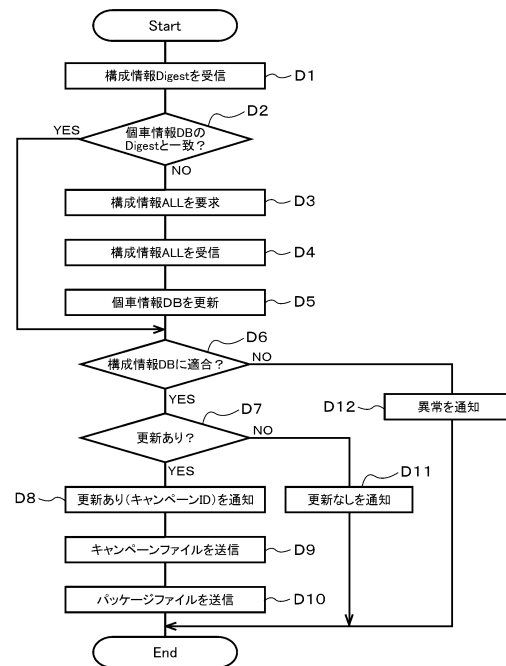 Start
構成情報Digestを受信
D1
D2
YES
個車情報DBの
Digestと一致？
NO
構成情報ALLを要求
D3
構成情報ALLを受信
D4
個車情報DBを更新
D5
D6
構成情報DBに適合？
NO
YES
D7
D12
異常を通知
更新あり？
NO
YES
D11
D8
更新あり(キャンペーンID)を通知
更新なしを通知
キャンペーンファイルを送信
D9
パッケージファイルを送信
D10
End